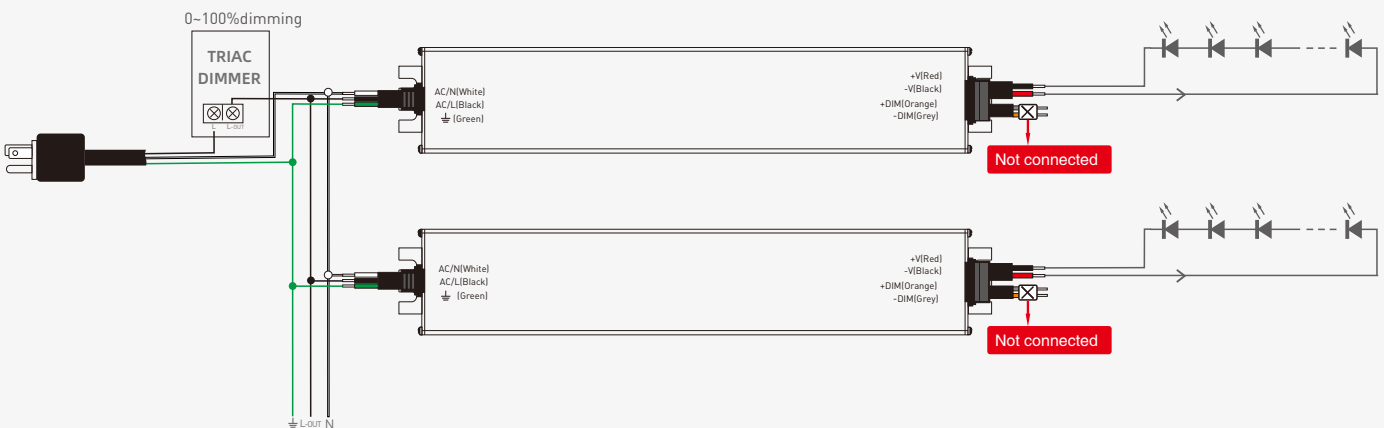 0~100%dimming
TRIAC
DIMMER
L
L-OUT
AC/N(White)
AC/L(Black)
(Green)
+V(Red)
-V(Black)
+DIM(Orange)
-DIM(Grey)
Not connected
AC/N(White)
AC/L(Black)
(Green)
+V(Red)
-V(Black)
+DIM(Orange)
-DIM(Grey)
Not connected
L-OUT N